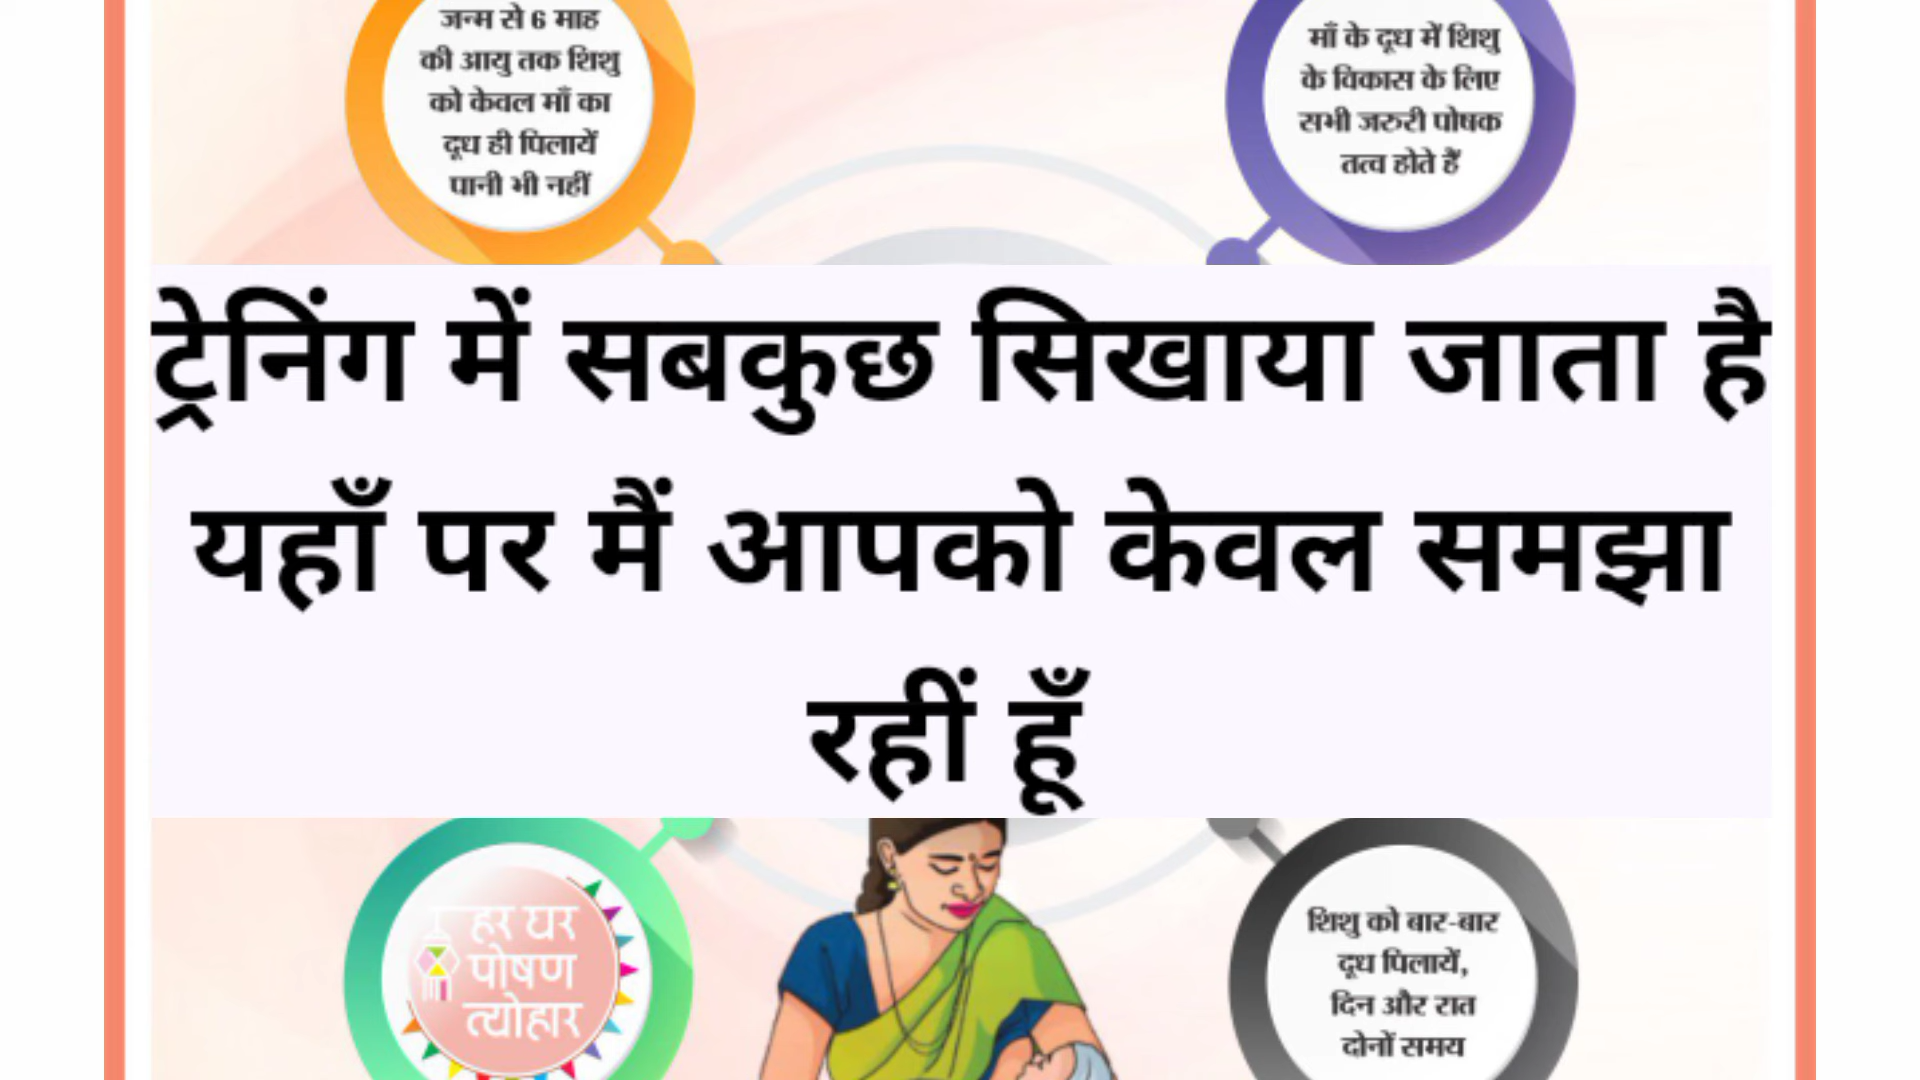 जन्म से 6 माह
की आयु तक शिशु
को केवल माँ का
दूध ही पिलायें
पानी भी नहीं
माँ के दूध में शिशु
के विकास के लिए
सभी जरुरी पोषक
तत्व होते हैं
ट्रेनिंग में सबकुछ सिखाया जाता है
यहाँ पर मैं आपको केवल समझा
रहीं हूँ
हर घर
पोषण
त्योहार
शिशु को बार-बार
दूध पिलायें,
दिन और रात
दोनों समय